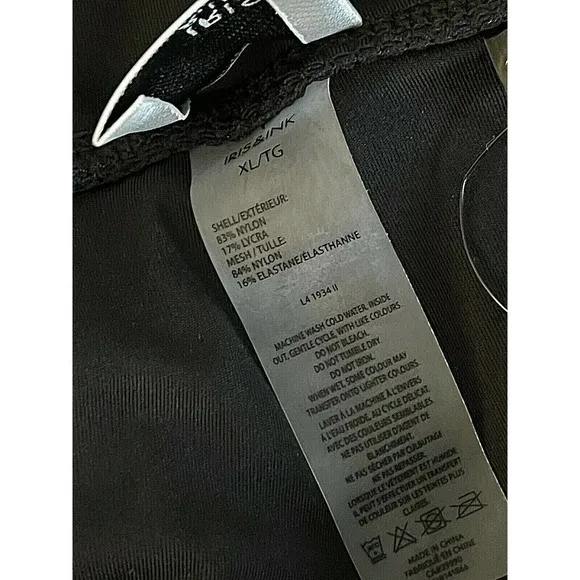 IRIS&INK
XL/TG
SHELL/EXTÉRIEUR:
83% NYLON
17% LYCRA
MESH / TULLE:
84% NYLON
16% ELASTANE/ÉLASTHANNE
L4 1934 II
MACHINE WASH COLD WATER, INSIDE
OUT, GENTLE CYCLE, WITH LIKE COLOURS
DO NOT BLEACH.
DO NOT TUMBLE DRY
DO NOT IRON.
WHEN WET, SOME COLOUR MAY
TRANSFER ONTO LIGHTER COLOURS
LAVER À LA MACHINE À L'ENVERS
À L'EAU FROIDE, AU CYCLE DÉLICAT,
AVEC DES COULEURS SEMBLABLES
NE PAS UTILISER D'AGENT DE
BLANCHIMENT.
NE PAS SÉCHER PAR CULBUTAGE
NE PAS REPASSER.
LORSQUE LE VÊTEMENT EST HUMIDE
IL PEUT S'EFFECTUER UN TRANSFERT
DE COULEUR SUR LES TEINTES PLUS
CLAIRES.
MADE IN CHINA
FABRIQUÉ EN CHINE